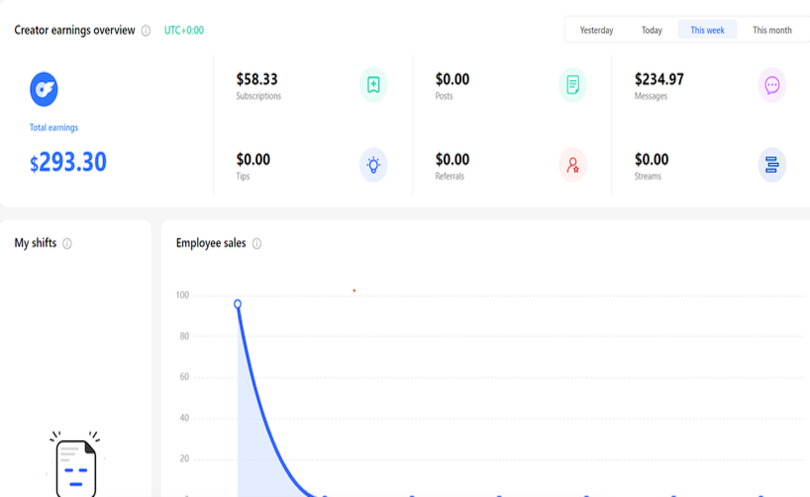 Creator earnings overview UTC+0:00 Yesterday Today This week This month
$58.33 $0.00 $234.97
Subscriptions Posts Messages
Total earnings
$293.30
$0.00 $0.00 $0.00
Tips Referrals Streams
My shifts Employee sales
100
80
60
40
20